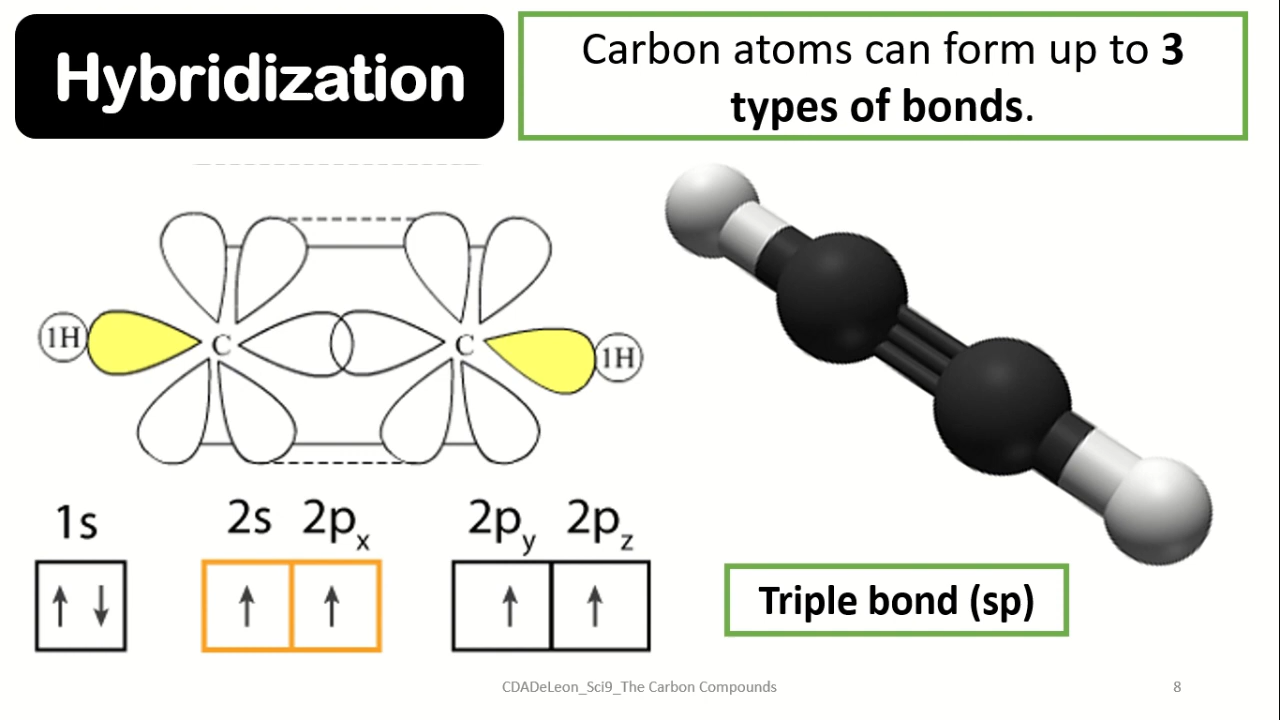 Hybridization
Carbon atoms can form up to 3
types of bonds.
1H C C 1H
1s 2s 2px 2py 2pz
↑ ↓ ↑ ↑ ↑ ↑
Triple bond (sp)
CDADeLeon_Sci9_The Carbon Compounds 8